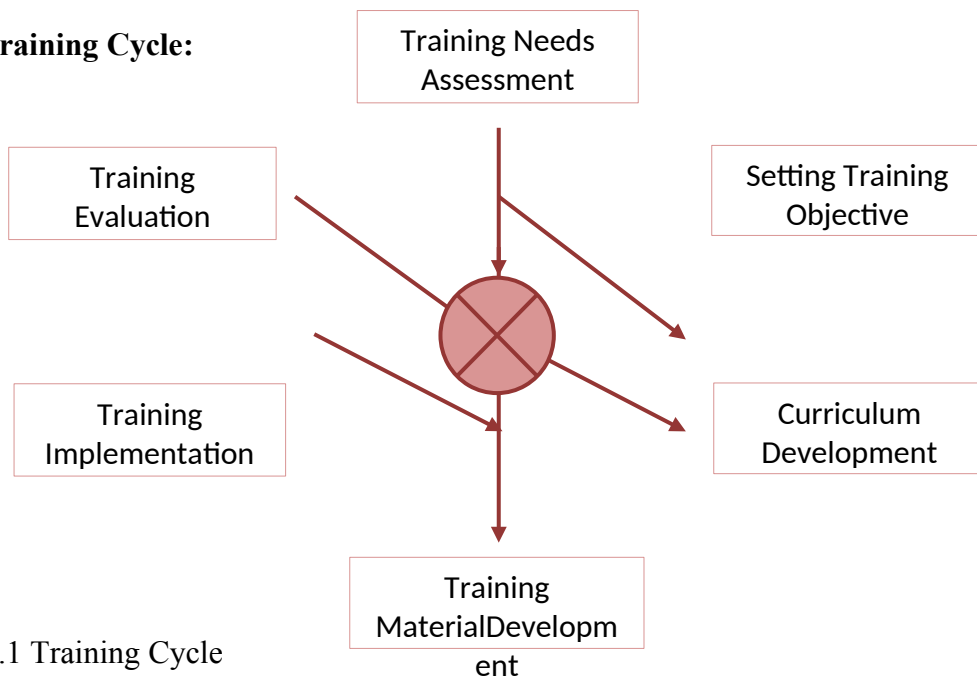 raining Cycle:
Training Needs
Assessment
Training
Evaluation
Setting Training
Objective
Training
Implementation
Curriculum
Development
Training
MaterialDevelopm
ent
.1 Training Cycle